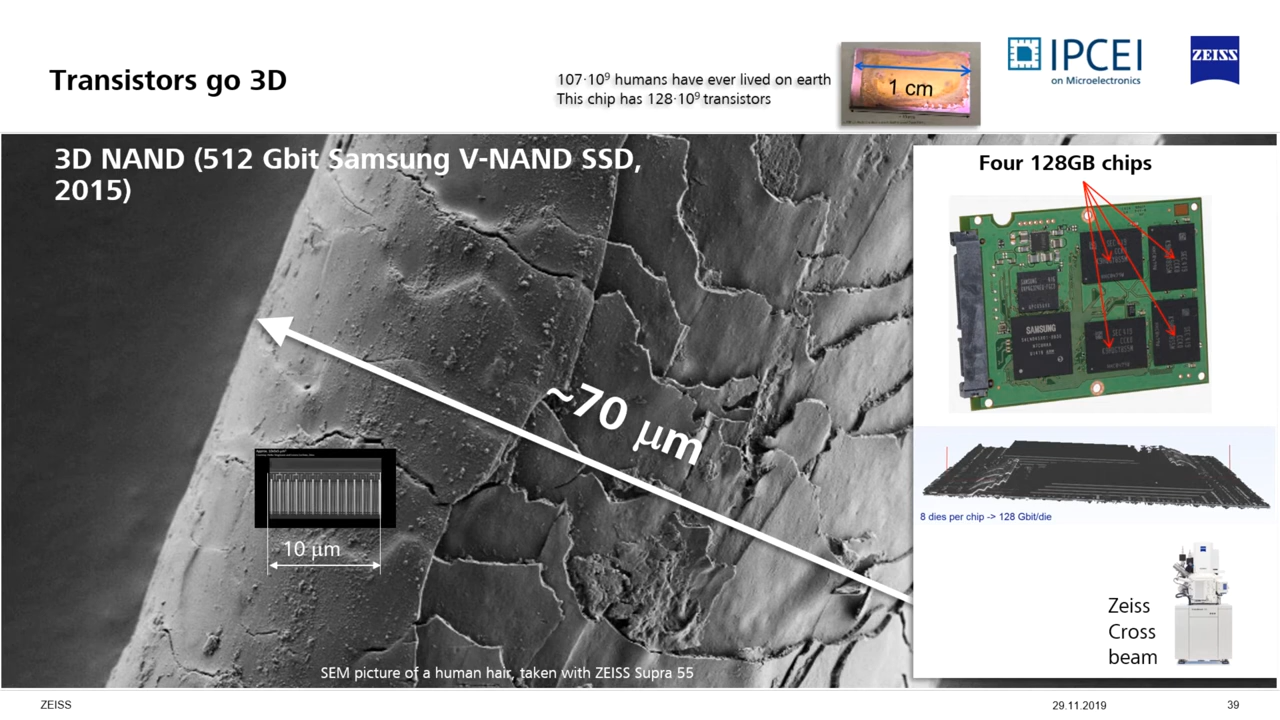 Transistors go 3D
107·10⁹ humans have ever lived on earth
This chip has 128·10⁹ transistors
1 cm
IPCEI
on Microelectronics
ZEISS
3D NAND (512 Gbit Samsung V-NAND SSD,
2015)
~70 µm
10 µm
SEM picture of a human hair, taken with ZEISS Supra 55
Four 128GB chips
SAMSUNG
8 dies per chip -> 128 Gbit/die
Zeiss
Cross
beam
ZEISS
29.11.2019
39